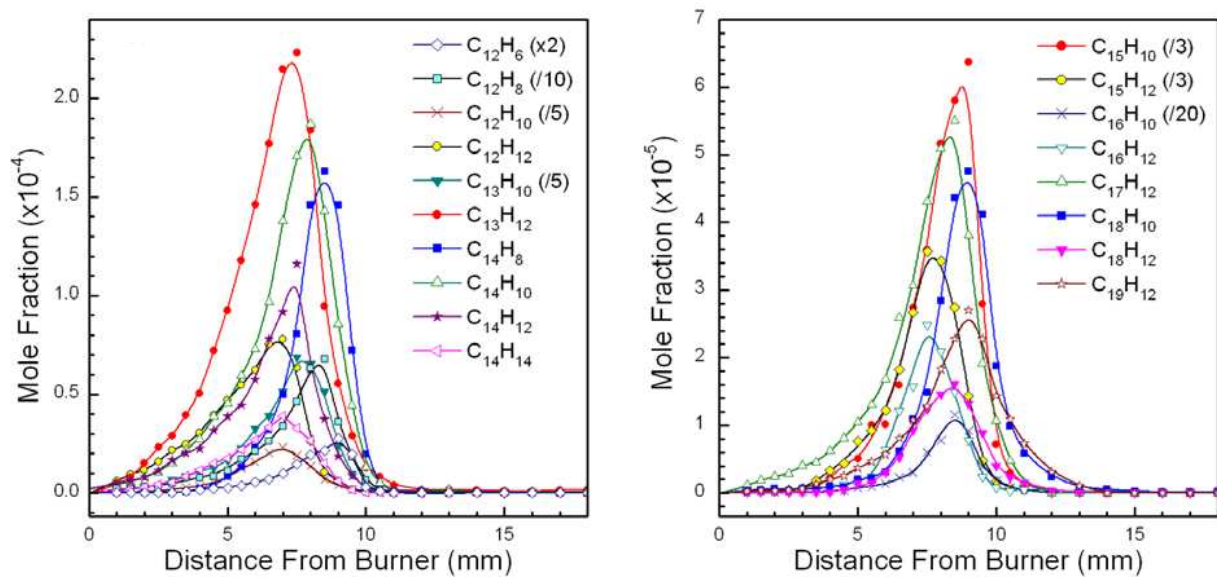 Mole Fraction (x10⁻⁴)
2.0
1.5
1.0
0.5
0.0
C₁₂H₆ (x2)
C₁₂H₈ (/10)
C₁₂H₁₀ (/5)
C₁₂H₁₂
C₁₃H₁₀ (/5)
C₁₃H₁₂
C₁₄H₈
C₁₄H₁₀
C₁₄H₁₂
C₁₄H₁₄
0 5 10 15
Distance From Burner (mm)
Mole Fraction (x10⁻⁵)
7
6
5
4
3
2
1
0
C₁₅H₁₀ (/3)
C₁₅H₁₂ (/3)
C₁₆H₁₀ (/20)
C₁₆H₁₂
C₁₇H₁₂
C₁₈H₁₀
C₁₈H₁₂
C₁₉H₁₂
0 5 10 15
Distance From Burner (mm)